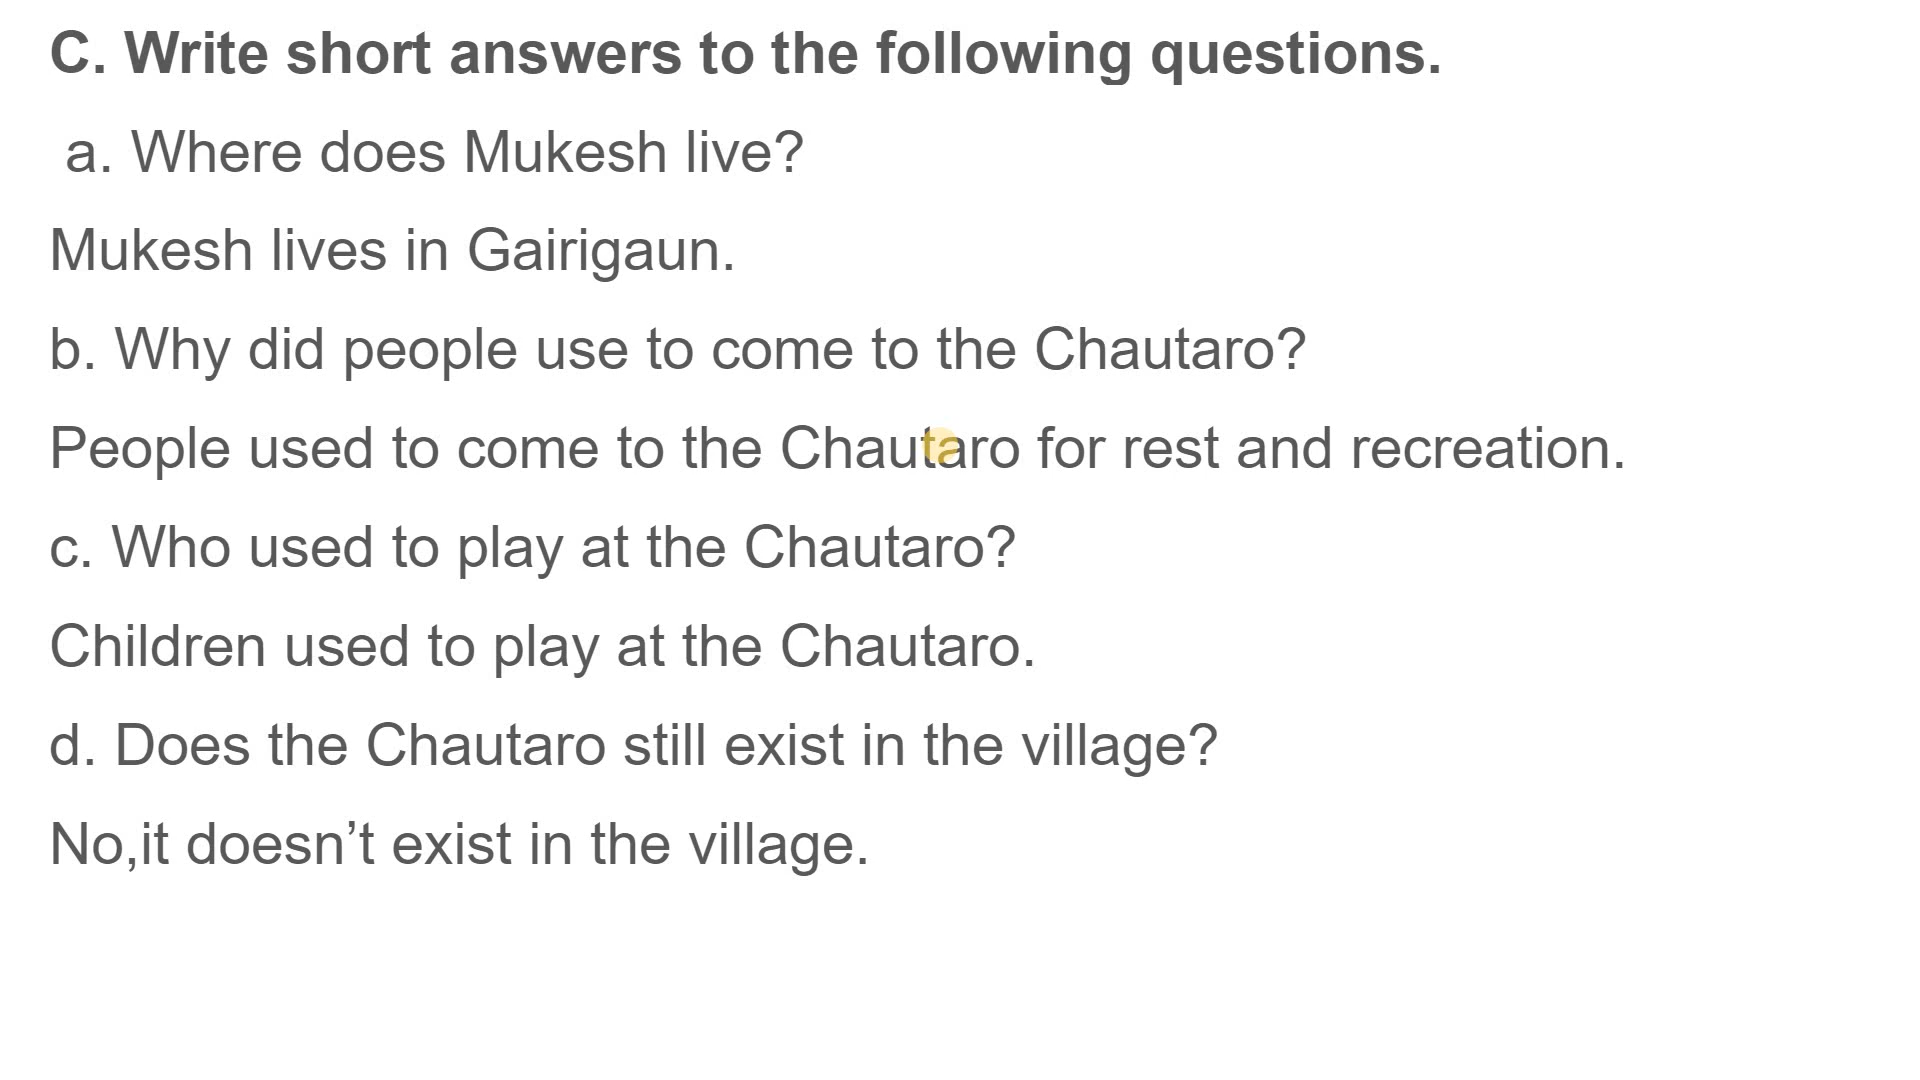 C. Write short answers to the following questions.
a. Where does Mukesh live?
Mukesh lives in Gairigaun.
b. Why did people use to come to the Chautaro?
People used to come to the Chautaro for rest and recreation.
c. Who used to play at the Chautaro?
Children used to play at the Chautaro.
d. Does the Chautaro still exist in the village?
No,it doesn’t exist in the village.